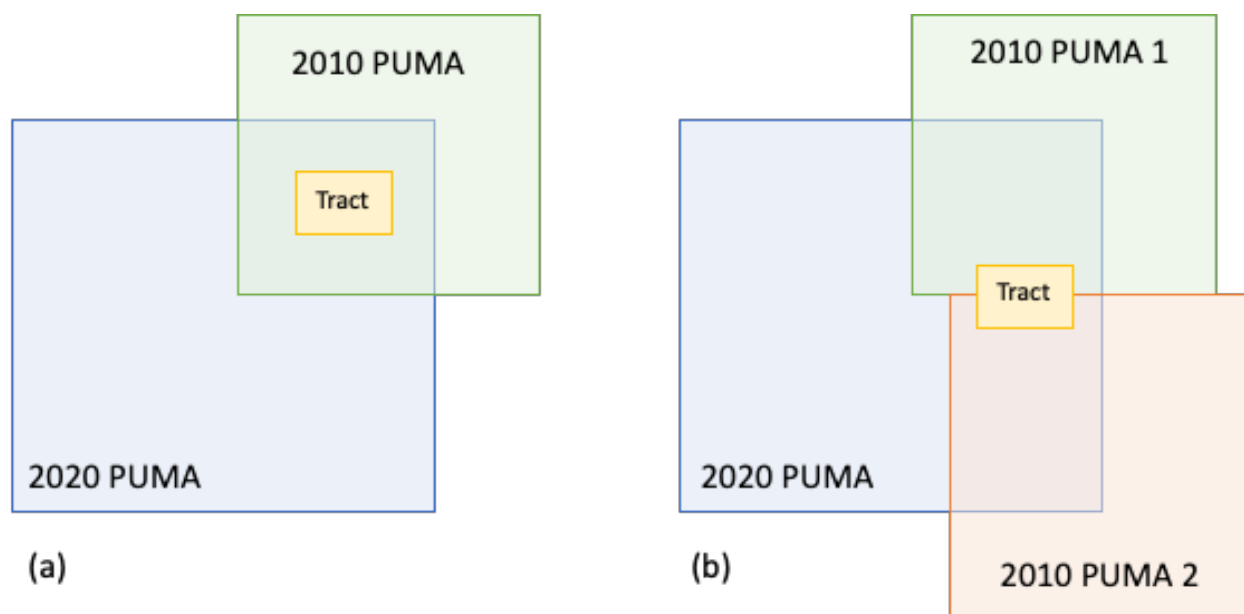 2010 PUMA
Tract
2020 PUMA
(a)
2010 PUMA 1
Tract
2020 PUMA
2010 PUMA 2
(b)